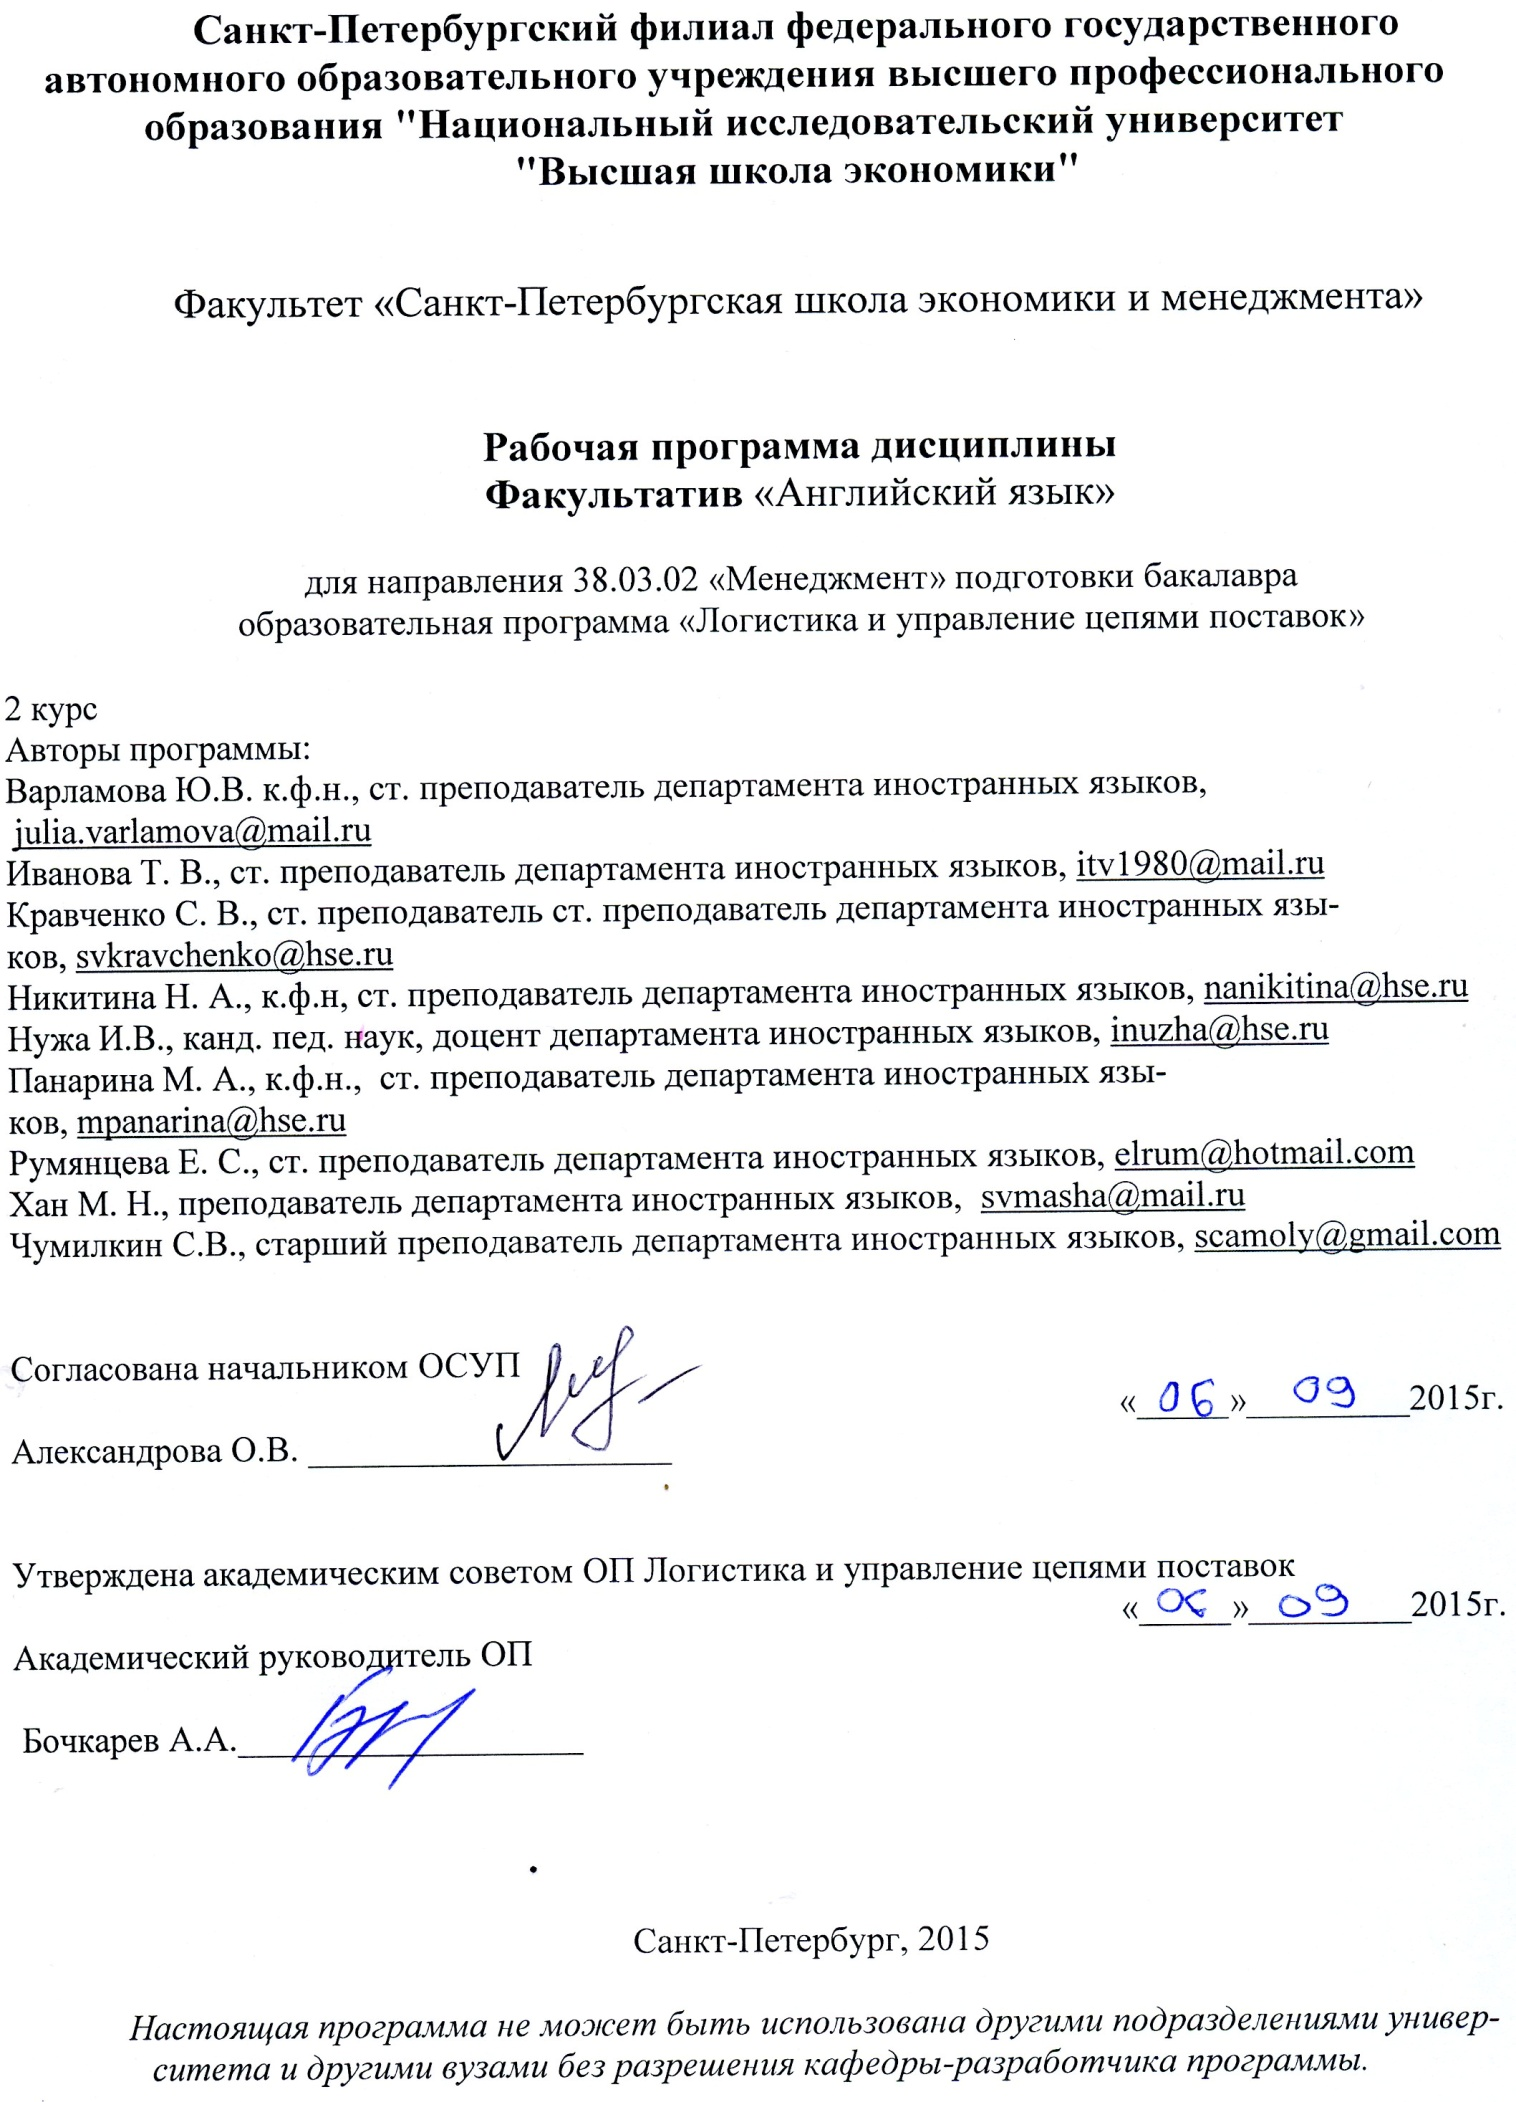 Санкт-Петербургский филиал федерального государственного
автономного образовательного учреждения высшего профессионального
образования "Национальный исследовательский университет
"Высшая школа экономики"
Факультет «Санкт-Петербургская школа экономики и менеджмента»
Рабочая программа дисциплины
Факультатив «Английский язык»
для направления 38.03.02 «Менеджмент» подготовки бакалавра
образовательная программа «Логистика и управление цепями поставок»
2 курс
Авторы программы:
Варламова Ю.В. к.ф.н., ст. преподаватель департамента иностранных языков,
julia.varlamova@mail.ru
Иванова Т. В., ст. преподаватель департамента иностранных языков, itv1980@mail.ru
Кравченко С. В., ст. преподаватель ст. преподаватель департамента иностранных язы-
ков, svkravchenko@hse.ru
Никитина Н. А., к.ф.н, ст. преподаватель департамента иностранных языков, nanikitina@hse.ru
Нужа И.В., канд. пед. наук, доцент департамента иностранных языков, inuzha@hse.ru
Панарина М. А., к.ф.н., ст. преподаватель департамента иностранных язы-
ков, mpanarina@hse.ru
Румянцева Е. С., ст. преподаватель департамента иностранных языков, elrum@hotmail.com
Хан М. Н., преподаватель департамента иностранных языков, svmasha@mail.ru
Чумилкин С.В., старший преподаватель департамента иностранных языков, scamoly@gmail.com
Согласована начальником ОСУП
«06» 09 2015г.
Александрова О.В.
Утверждена академическим советом ОП Логистика и управление цепями поставок
«06» 09 2015г.
Академический руководитель ОП
Бочкарев А.А.
Санкт-Петербург, 2015
Настоящая программа не может быть использована другими подразделениями универ-
ситета и другими вузами без разрешения кафедры-разработчика программы.